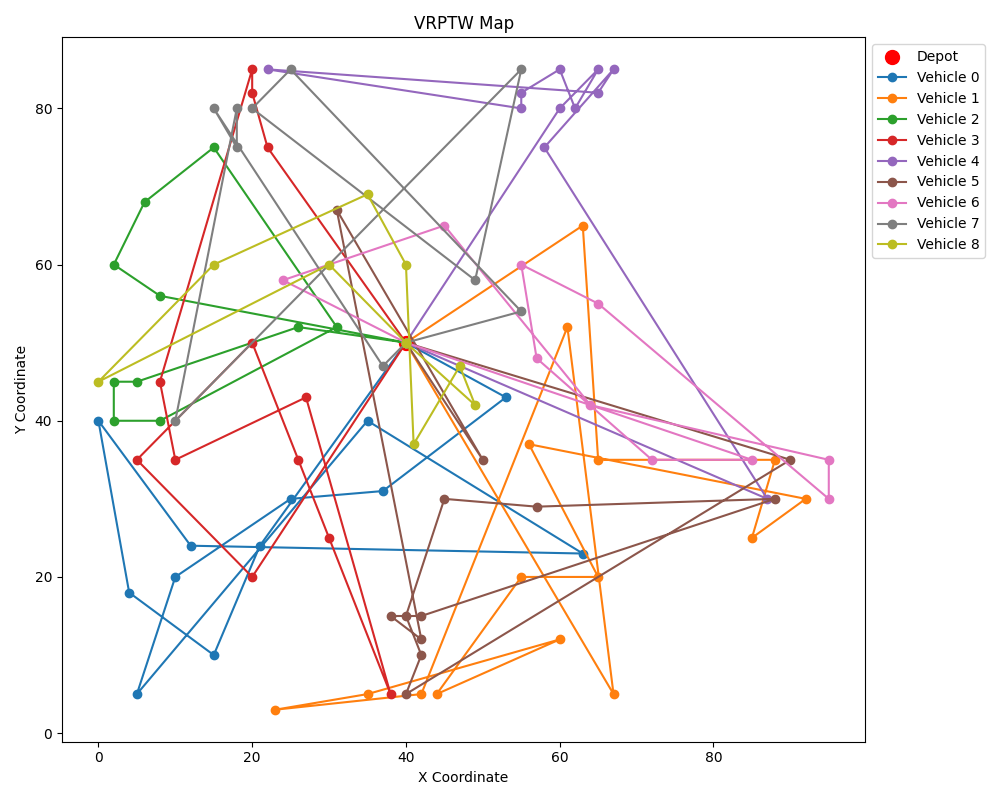 VRPTW Map
Y Coordinate
80
60
40
20
0
0 20 40 60 80
X Coordinate
Depot
Vehicle 0
Vehicle 1
Vehicle 2
Vehicle 3
Vehicle 4
Vehicle 5
Vehicle 6
Vehicle 7
Vehicle 8